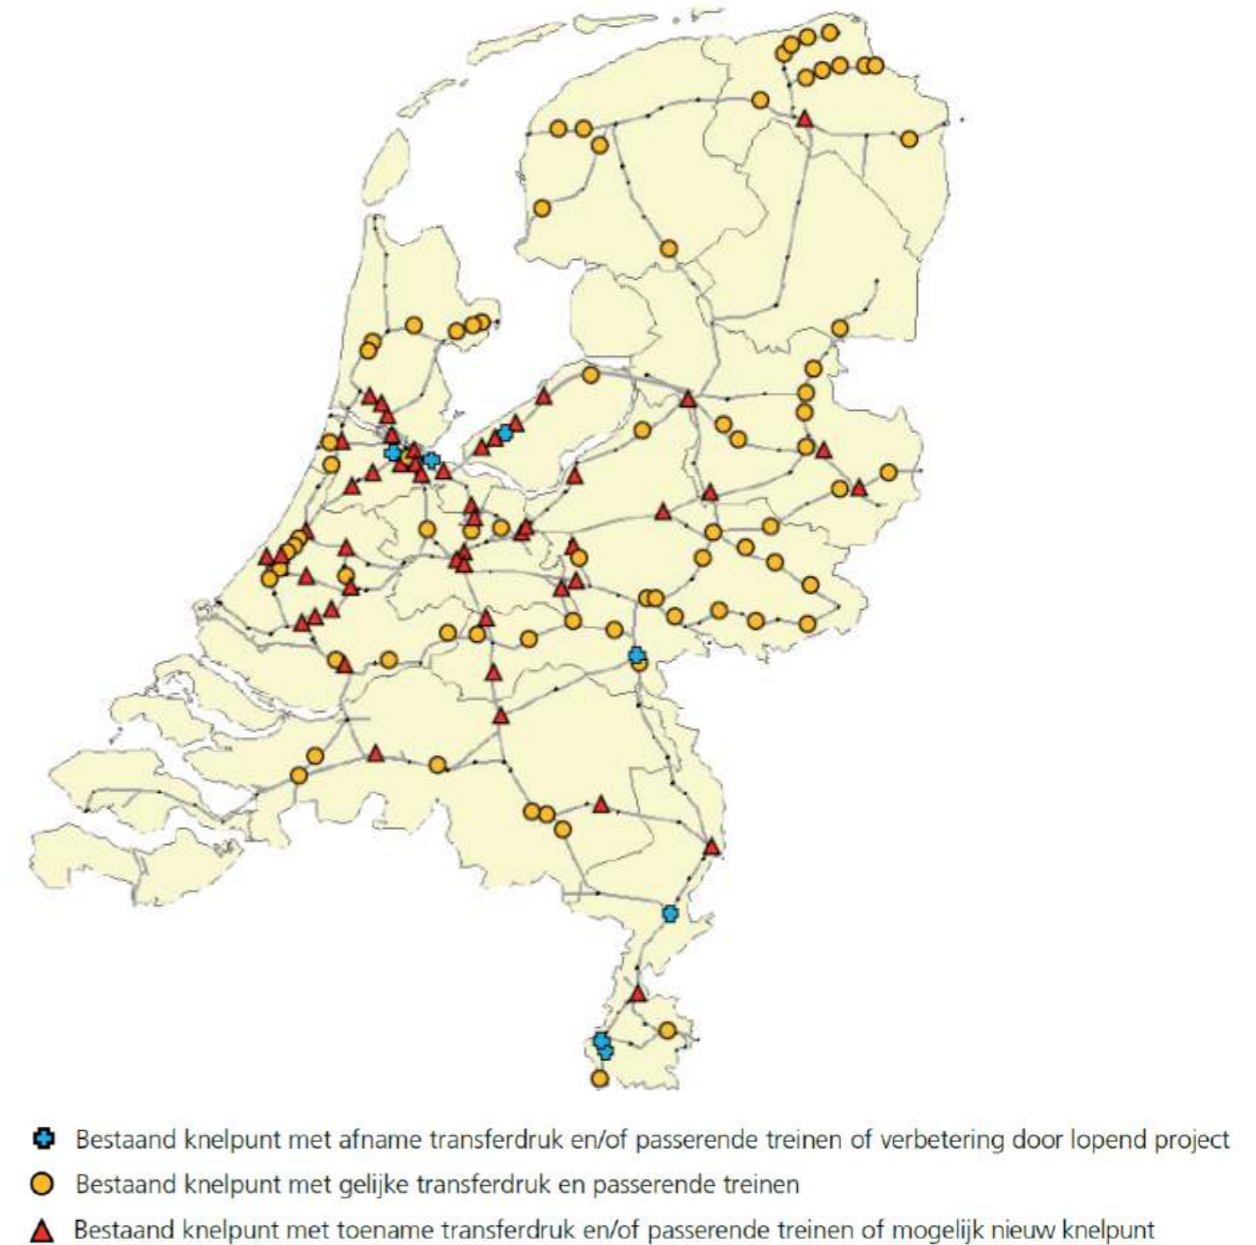 Bestaand knelpunt met afname transferdruk en/of passerende treinen of verbetering door lopend project
Bestaand knelpunt met gelijke transferdruk en passerende treinen
Bestaand knelpunt met toename transferdruk en/of passerende treinen of mogelijk nieuw knelpunt